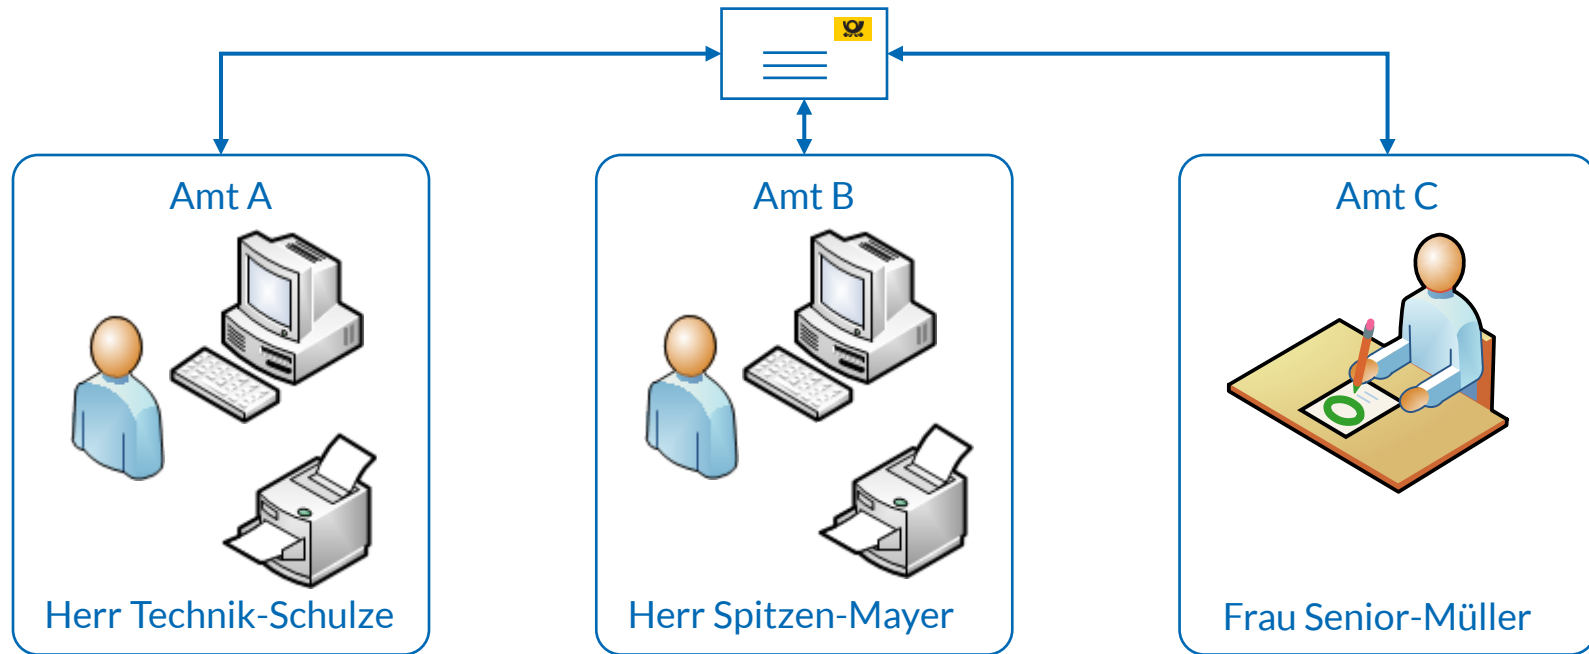 Amt A
Amt B
Amt C
Herr Technik-Schulze
Herr Spitzen-Mayer
Frau Senior-Müller